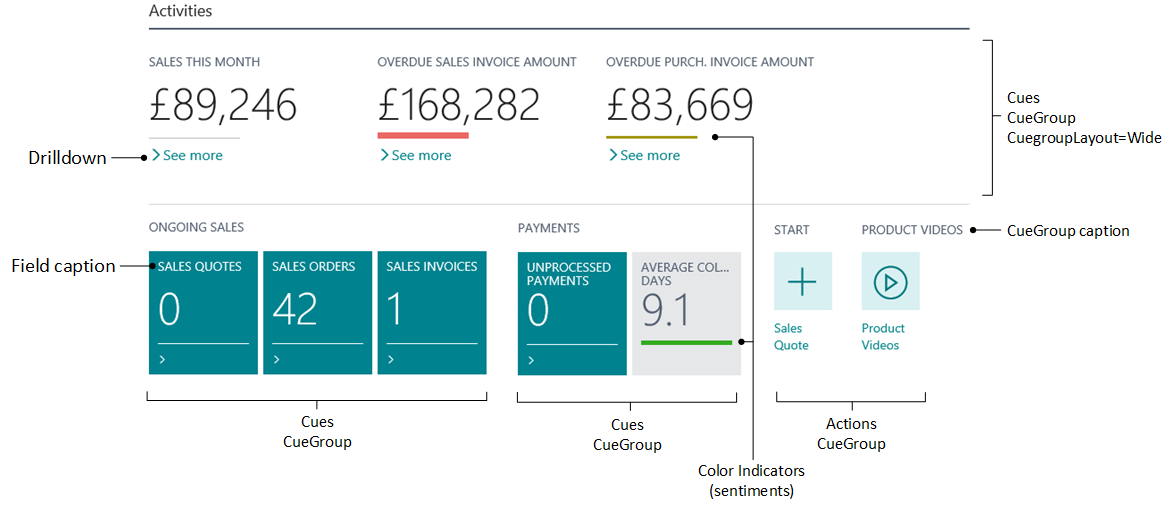 Activities
SALES THIS MONTH
£89,246
See more
OVERDUE SALES INVOICE AMOUNT
£168,282
See more
OVERDUE PURCH. INVOICE AMOUNT
£83,669
See more
Cues
CueGroup
CuegroupLayout=Wide
Drilldown
ONGOING SALES
PAYMENTS
START
PRODUCT VIDEOS
CueGroup caption
Field caption
SALES QUOTES
0
SALES ORDERS
42
SALES INVOICES
1
UNPROCESSED
PAYMENTS
0
AVERAGE COL...
DAYS
9.1
Sales
Quote
Product
Videos
Cues
CueGroup
Cues
CueGroup
Actions
CueGroup
Color Indicators
(sentiments)